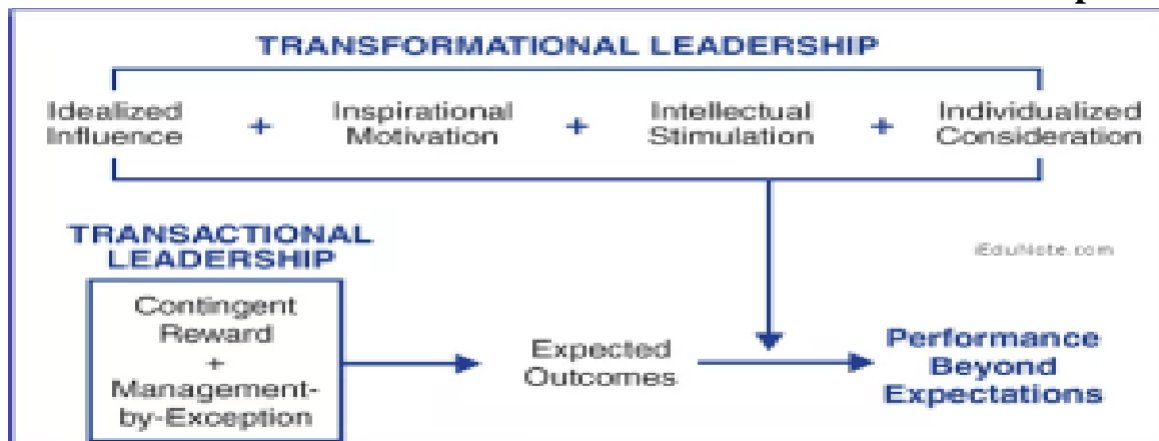 TRANSFORMATIONAL LEADERSHIP
Idealized Influence + Inspirational Motivation + Intellectual Stimulation + Individualized Consideration
TRANSACTIONAL
LEADERSHIP
iEduNote.com
Contingent
Reward
+
Management-
by-Exception
Expected
Outcomes
Performance
Beyond
Expectations